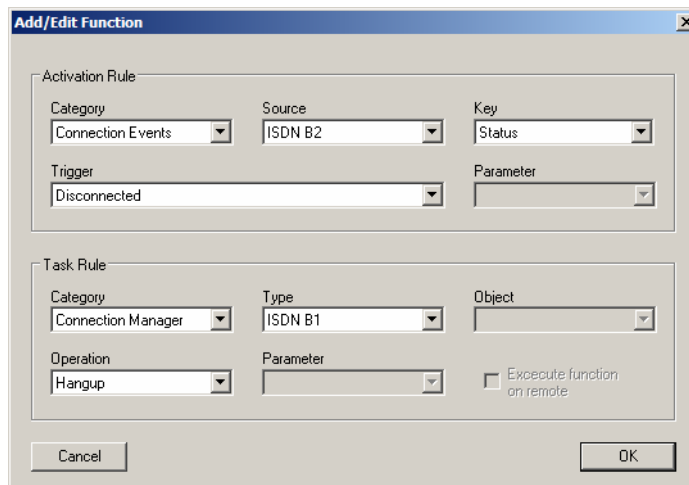 Add/Edit Function
Activation Rule
Category Source Key
Connection Events ISDN B2 Status
Trigger Parameter
Disconnected
Task Rule
Category Type Object
Connection Manager ISDN B1
Operation Parameter
Hangup
Excecute function
on remote
Cancel OK